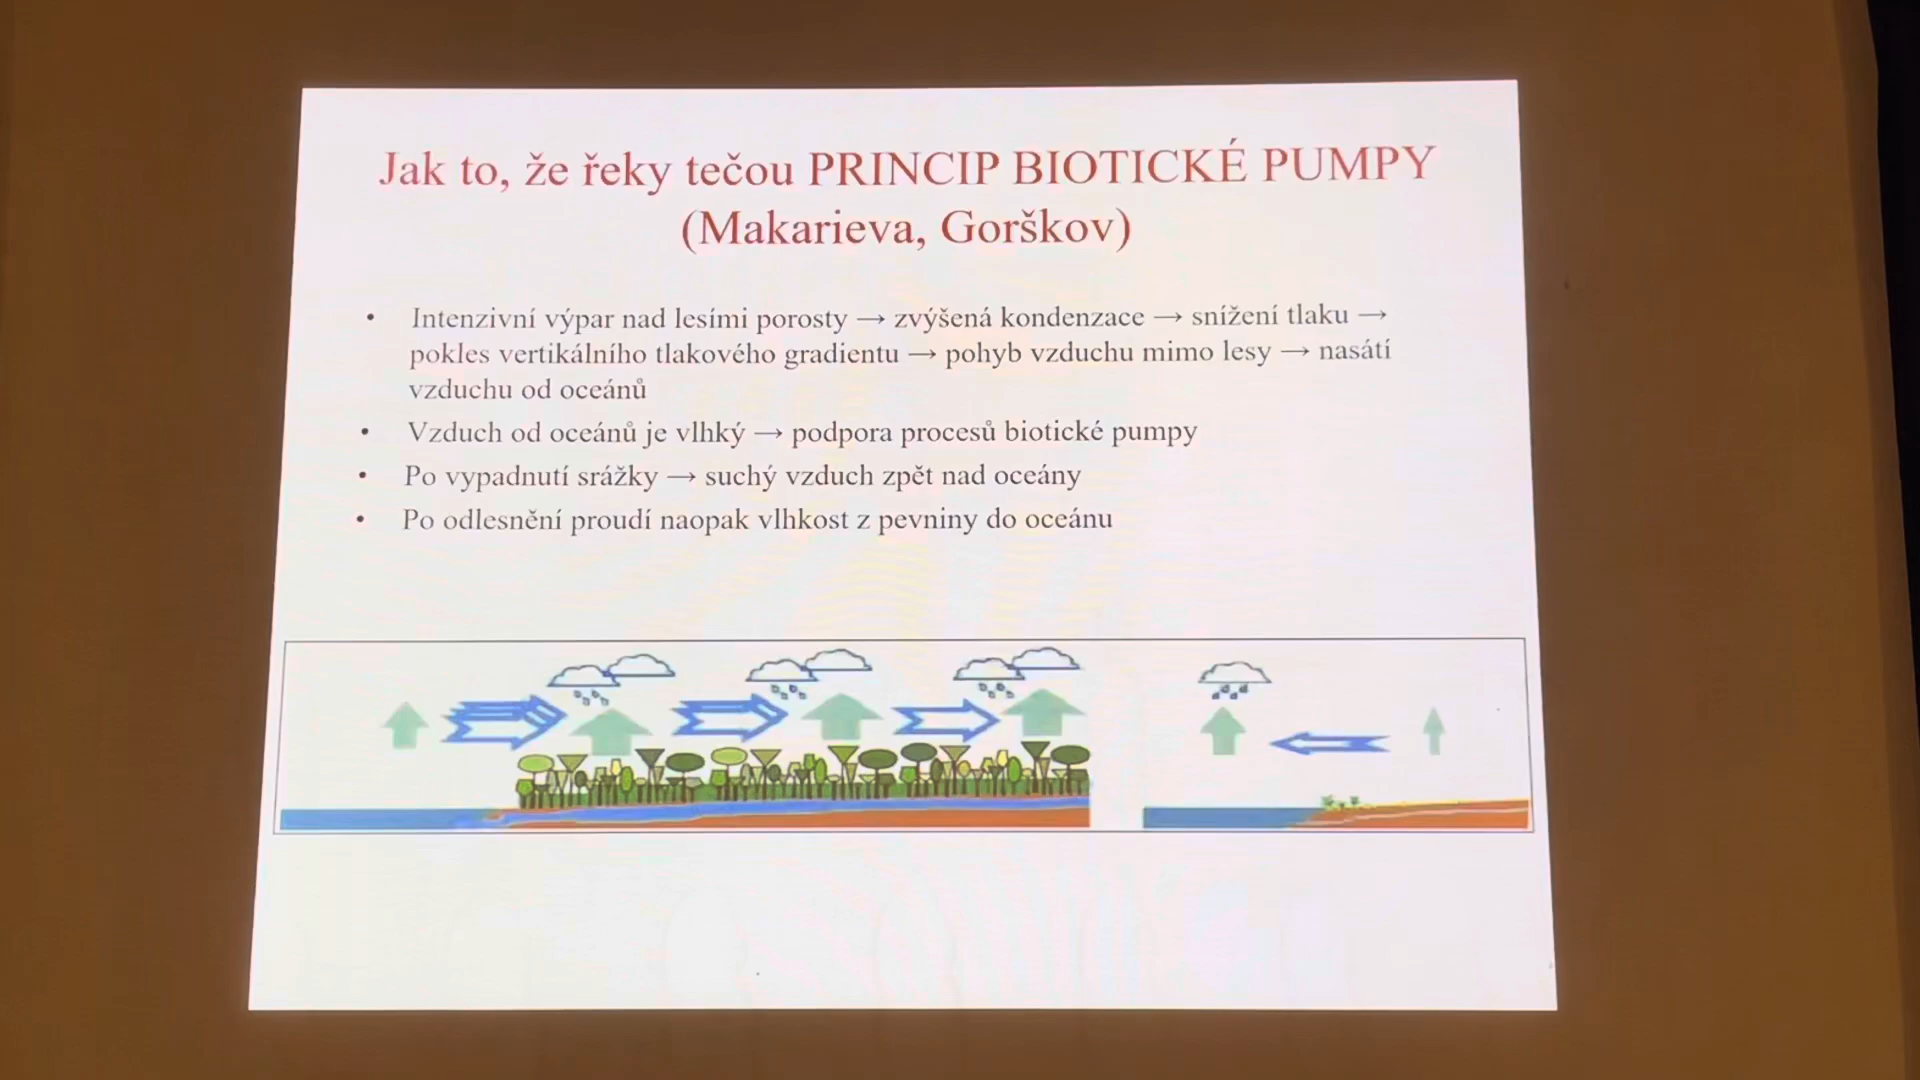 Jak to, že řeky tečou PRINCIP BIOTICKÉ PUMPY
(Makarieva, Gorškov)
• Intenzivní výpar nad lesími porosty → zvýšená kondenzace → snížení tlaku →
pokles vertikálního tlakového gradientu → pohyb vzduchu mimo lesy → nasátí
vzduchu od oceánů
• Vzduch od oceánů je vlhký → podpora procesů biotické pumpy
• Po vypadnutí srážky → suchý vzduch zpět nad oceány
• Po odlesnění proudí naopak vlhkost z pevniny do oceánu